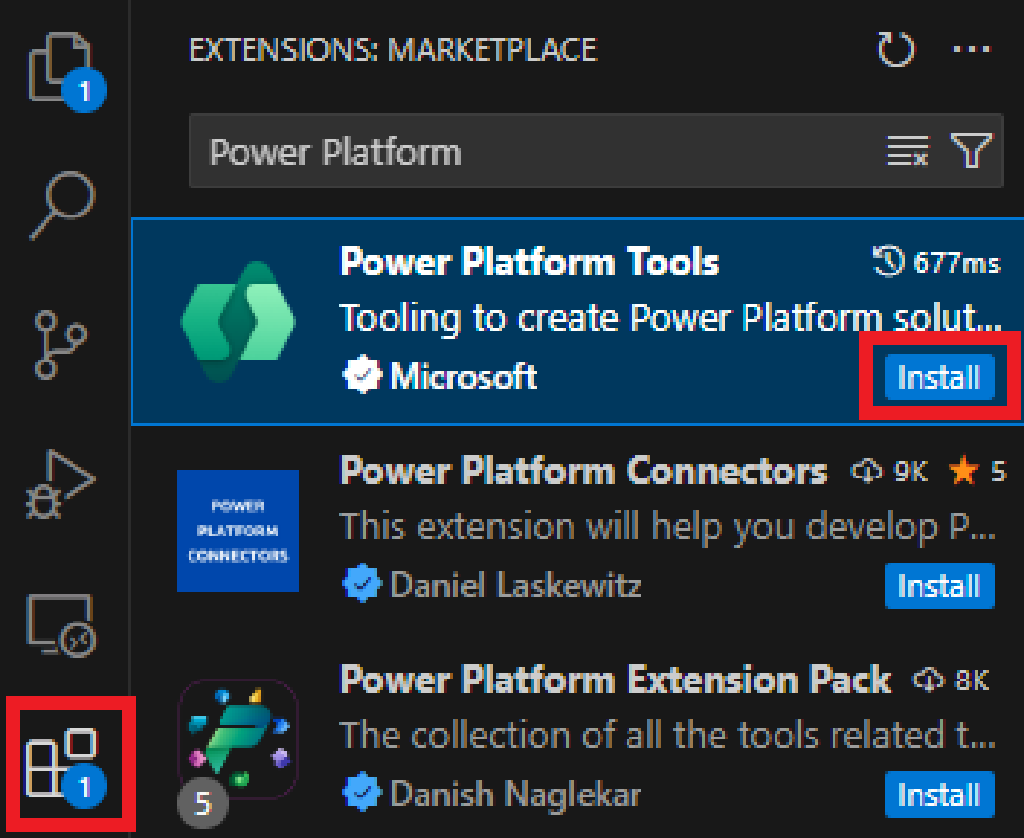 EXTENSIONS: MARKETPLACE
1
Power Platform
Power Platform Tools 677ms
Tooling to create Power Platform solut...
Microsoft Install
Power Platform Connectors 9K 5
POWER
PLATFORM
CONNECTORS
This extension will help you develop P...
Daniel Laskewitz Install
Power Platform Extension Pack 8K
The collection of all the tools related t...
1
5
Danish Naglekar Install